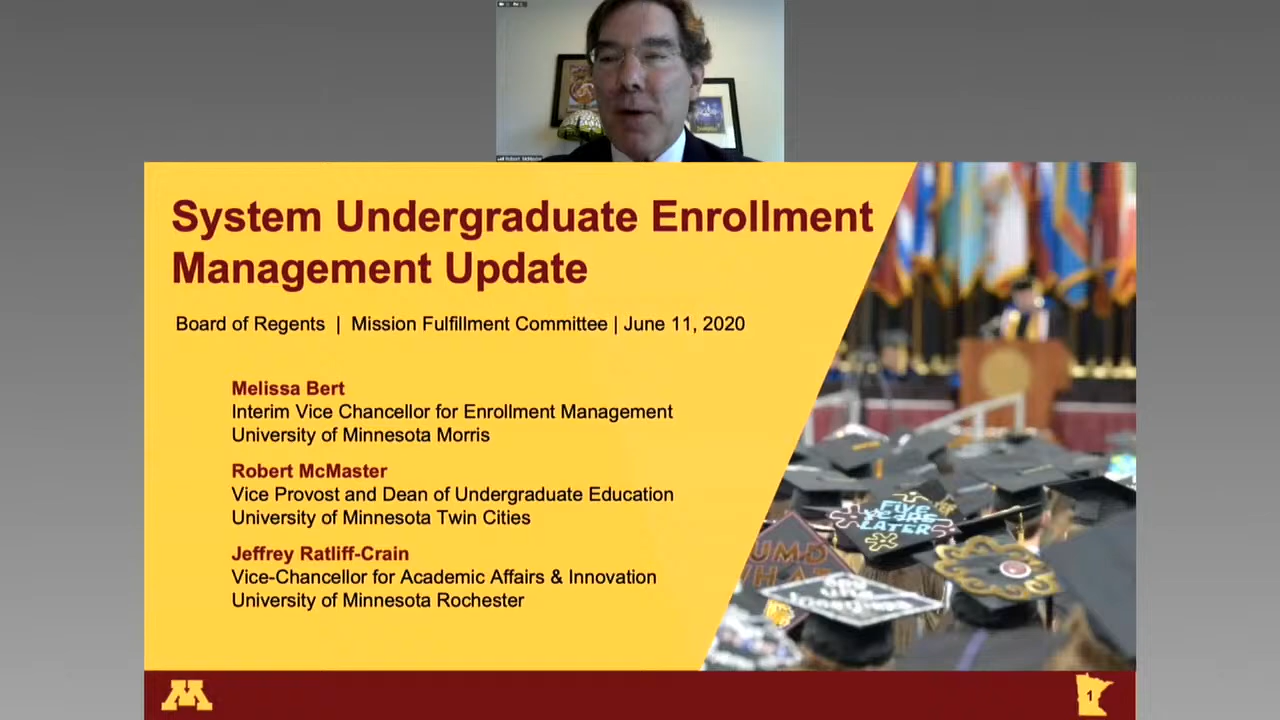 Robert McMaster
System Undergraduate Enrollment
Management Update
Board of Regents | Mission Fulfillment Committee | June 11, 2020
Melissa Bert
Interim Vice Chancellor for Enrollment Management
University of Minnesota Morris
Robert McMaster
Vice Provost and Dean of Undergraduate Education
University of Minnesota Twin Cities
Jeffrey Ratliff-Crain
Vice-Chancellor for Academic Affairs & Innovation
University of Minnesota Rochester
FIVE
YEARS
LATER
UMD
M
1